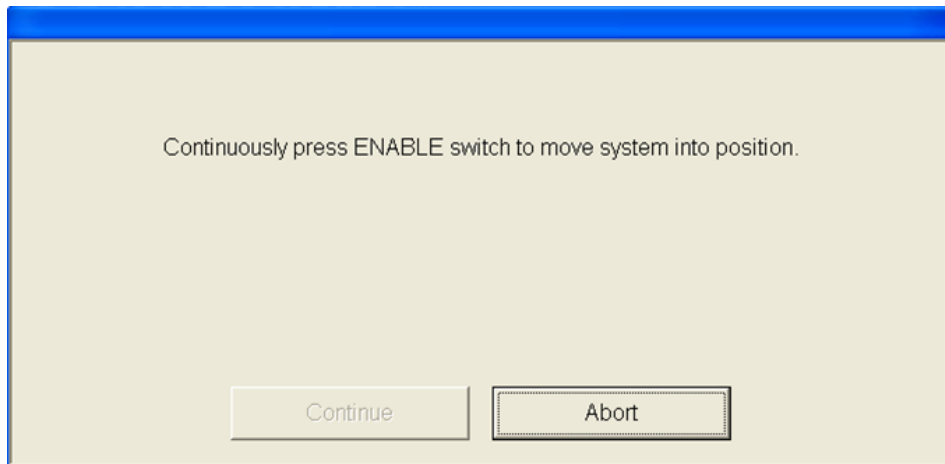 Continuously press ENABLE switch to move system into position.
Continue
Abort